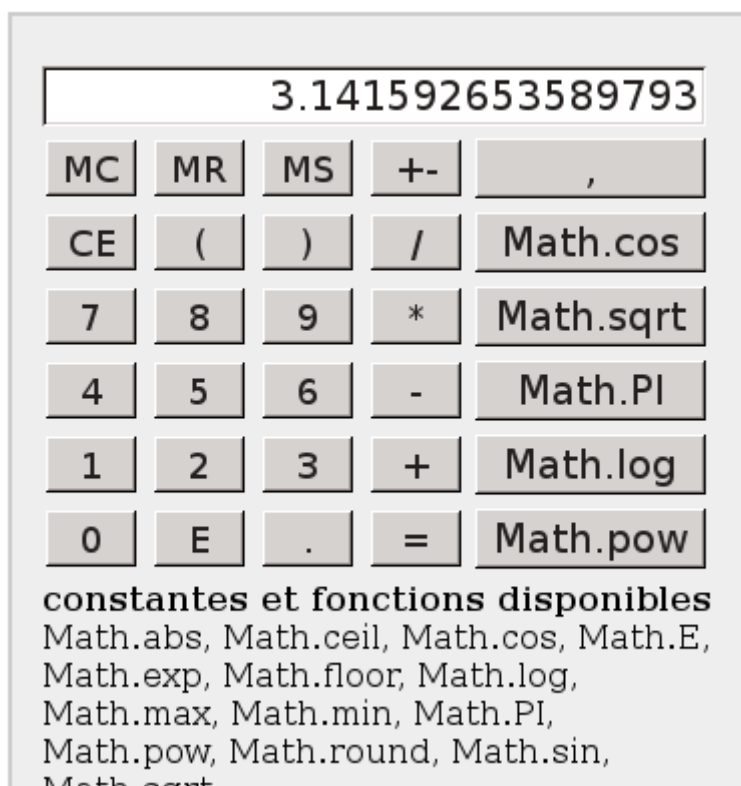 3.141592653589793
MC MR MS +- ,
CE ( ) / Math.cos
7 8 9 * Math.sqrt
4 5 6 - Math.PI
1 2 3 + Math.log
0 E . = Math.pow
constantes et fonctions disponibles
Math.abs, Math.ceil, Math.cos, Math.E,
Math.exp, Math.floor, Math.log,
Math.max, Math.min, Math.PI,
Math.pow, Math.round, Math.sin,
Math.sqrt